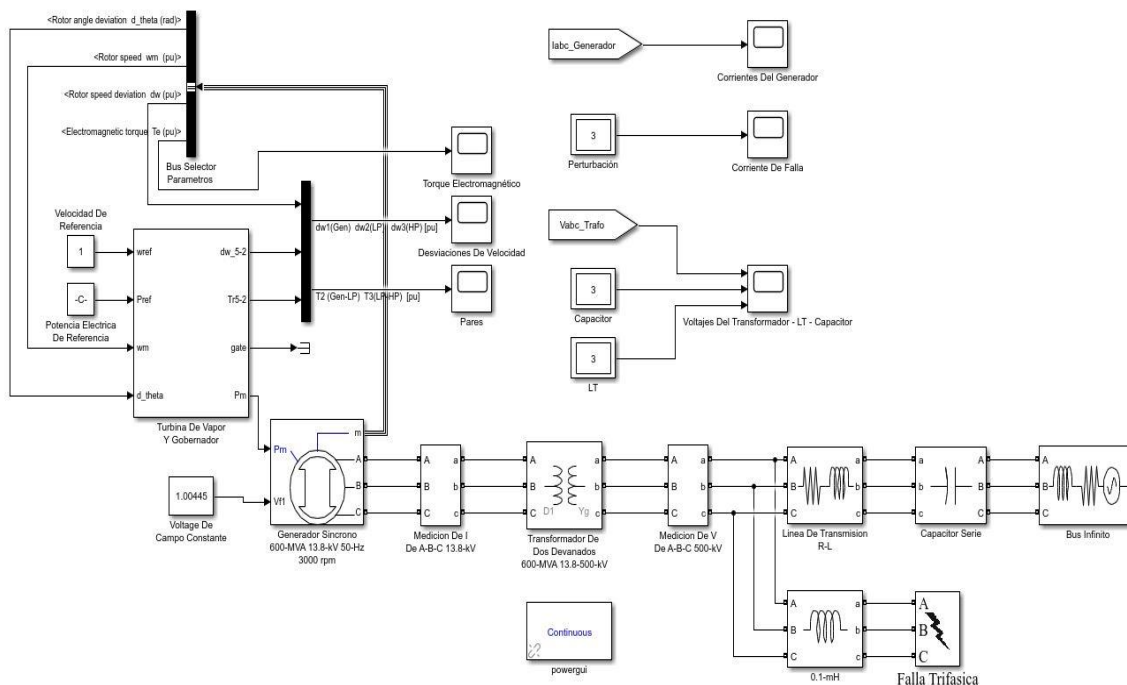 <Rotor angle deviation d_theta (rad)>
<Rotor speed wm (pu)>
<Rotor speed deviation dw (pu)>
<Electromagnetic torque Te (pu)>
Bus Selector
Parametros
Iabc_Generador
Corrientes Del Generador
3
Perturbación
Corriente De Falla
Torque Electromagnético
dw1(Gen) dw2(LP) dw3(HP) [pu]
Desviaciones De Velocidad
T2 (Gen-LP) T3(LP-HP) [pu]
Pares
Vabc_Trafo
3
Capacitor
3
LT
Voltajes Del Transformador - LT - Capacitor
Velocidad De
Referencia
1
-C-
Potencia Electrica
De Referencia
wref
Pref
wm
d_theta
dw_5-2
Tr5-2
gate
Pm
Turbina De Vapor
Y Gobernador
1.00445
Voltage De
Campo Constante
Pm
Vf1
m
A
B
C
Generador Sincrono
600-MVA 13.8-kV 50-Hz
3000 rpm
A
B
C
a
b
c
Medicion De I
De A-B-C 13.8-kV
A
B
C
D1
Yg
a
b
c
Transformador De
Dos Devanados
600-MVA 13.8-500-kV
A
B
C
a
b
c
Medicion De V
De A-B-C 500-kV
A
B
C
a
b
c
Linea De Transmision
R-L
a
b
c
A
B
C
Capacitor Serie
A
B
C
Bus Infinito
A
B
C
a
b
c
0.1-mH
A
B
C
Falla Trifasica
Continuous
powergui